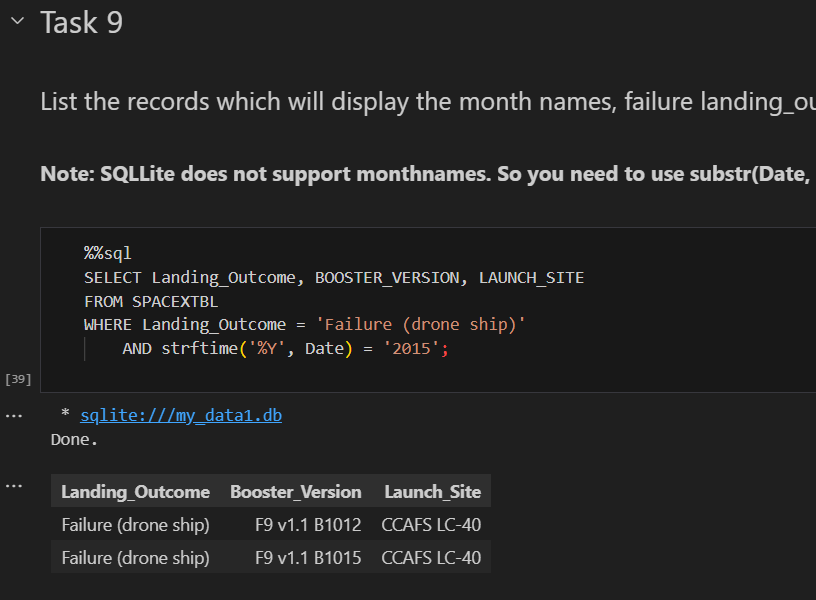 Task 9
List the records which will display the month names, failure landing_ou
Note: SQLLite does not support monthnames. So you need to use substr(Date,
%%sql
SELECT Landing_Outcome, BOOSTER_VERSION, LAUNCH_SITE
FROM SPACEXTBL
WHERE Landing_Outcome = 'Failure (drone ship)'
AND strftime('%Y', Date) = '2015';
[39]
... * sqlite:///my_data1.db
Done.
...
Landing_Outcome Booster_Version Launch_Site
Failure (drone ship) F9 v1.1 B1012 CCAFS LC-40
Failure (drone ship) F9 v1.1 B1015 CCAFS LC-40